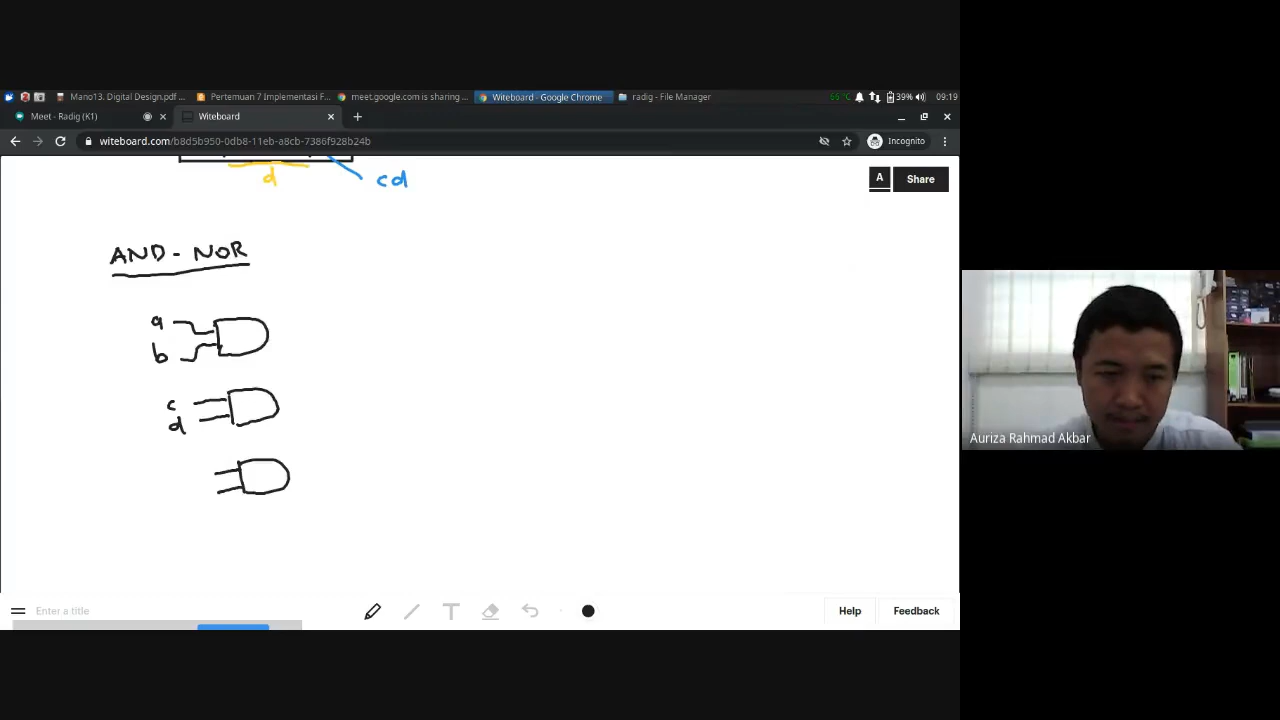 Mano13. Digital Design.pdf ...
Pertemuan 7 Implementasi F...
meet.google.com is sharing ...
Witeboard - Google Chrome
radig - File Manager
66°C
39%
09:19
Meet - Radig (K1)
Witeboard
witeboard.com/b8d5b950-0db8-11eb-a8cb-7386f928b24b
Incognito
d
cd
A
Share
AND - NOR
a
b
c
d
Auriza Rahmad Akbar
Enter a title
T
Help
Feedback